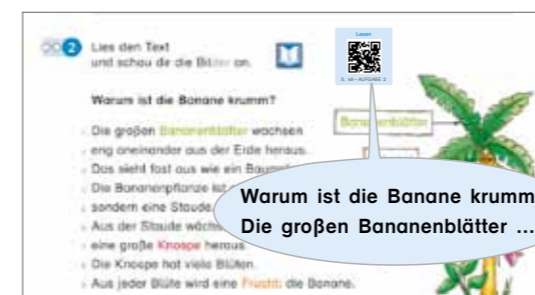 2 Lies den Text
und schau dir die Bilder an.
Lesen
S. 48 – AUFGABE 2
Warum ist die Banane krumm?
Die großen Bananenblätter wachsen
eng aneinander aus der Erde heraus.
Das sieht fast aus wie ein
Die Bananenpflanze ist
sondern eine Staude.
Aus der Staude wächst
eine große Knospe heraus.
Die Knospe hat viele Blüten.
Aus jeder Blüte wird eine Frucht: die Banane.
Bananenblätter
Warum ist die Banane krumm
Die großen Bananenblätter ...